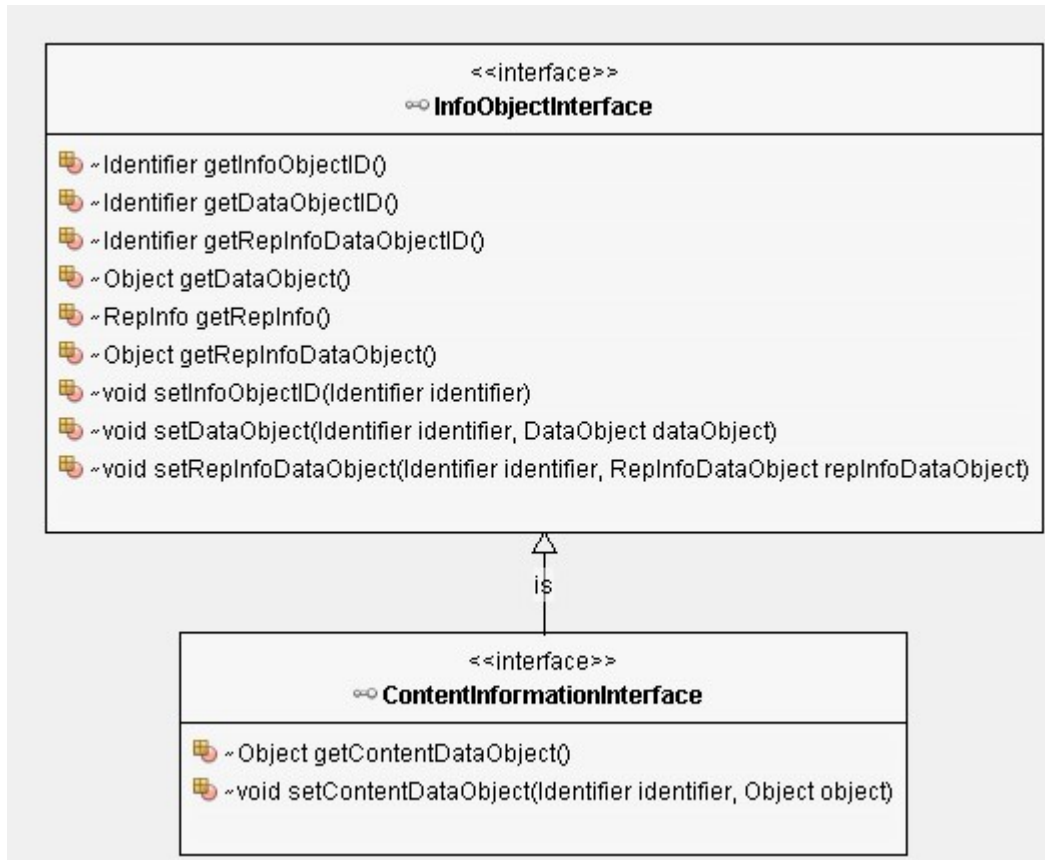 <<interface>>
InfoObjectInterface
~Identifier getInfoObjectID()
~Identifier getDataObjectID()
~Identifier getRepInfoDataObjectID()
~Object getDataObject()
~RepInfo getRepInfo()
~Object getRepInfoDataObject()
~void setInfoObjectID(Identifier identifier)
~void setDataObject(Identifier identifier, DataObject dataObject)
~void setRepInfoDataObject(Identifier identifier, RepInfoDataObject repInfoDataObject)
is
<<interface>>
ContentInformationInterface
~Object getContentDataObject()
~void setContentDataObject(Identifier identifier, Object object)